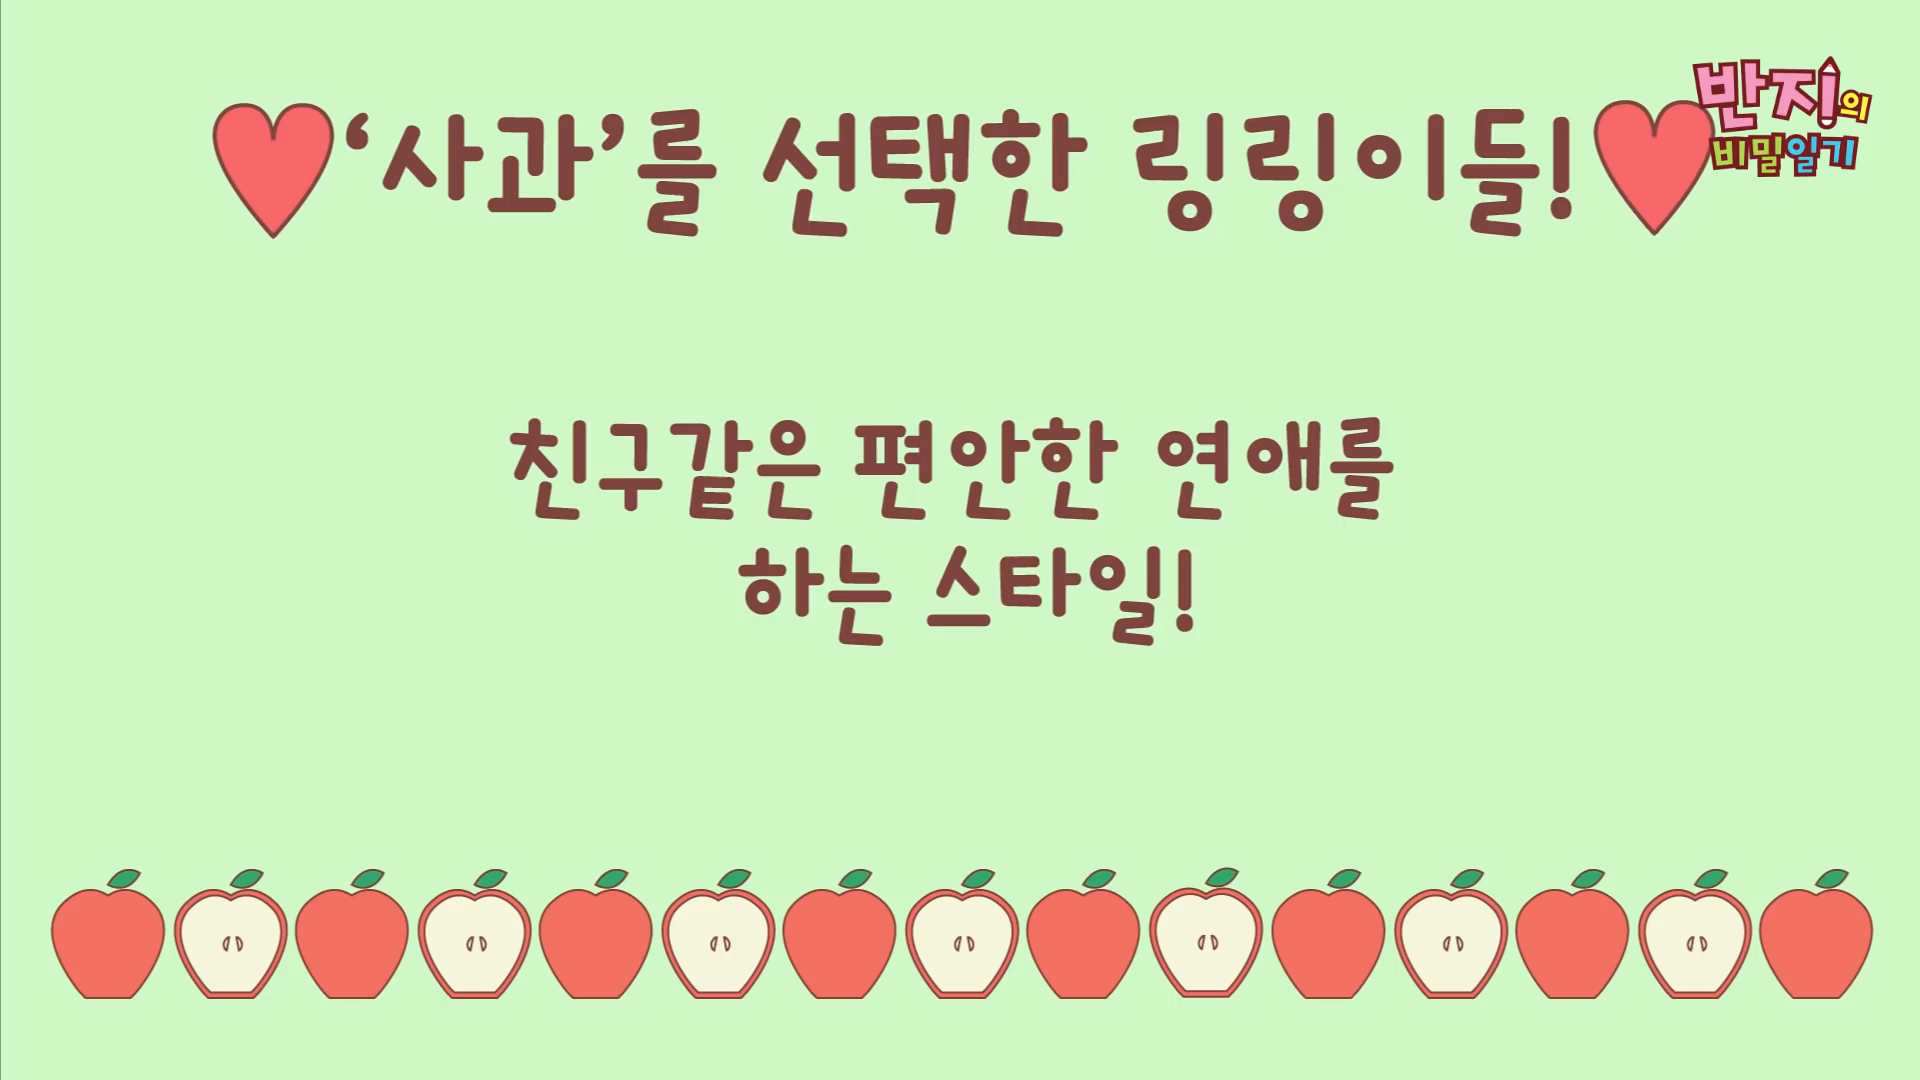 ‘사과’를 선택한 링링이들!
반지의
비밀일기
친구같은 편안한 연애를
하는 스타일!